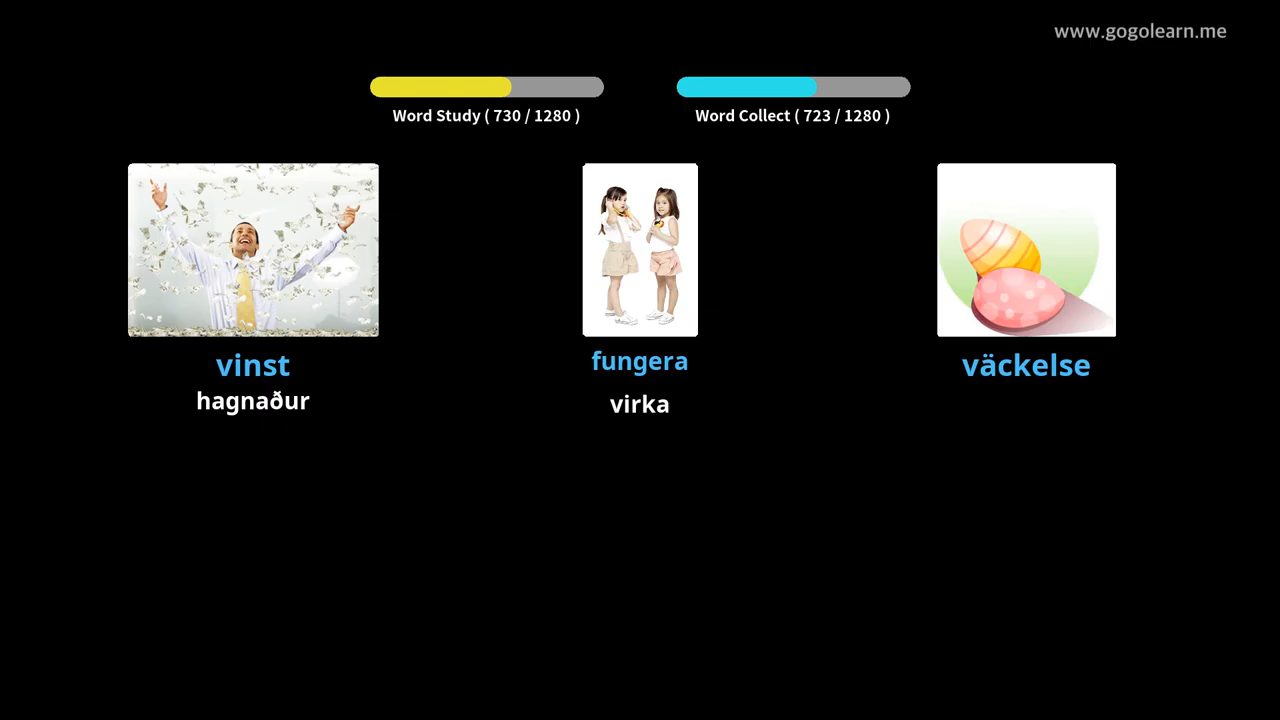 www.gogolearn.me
Word Study ( 730 / 1280 )
Word Collect ( 723 / 1280 )
vinst
hagnaður
fungera
virka
väckelse